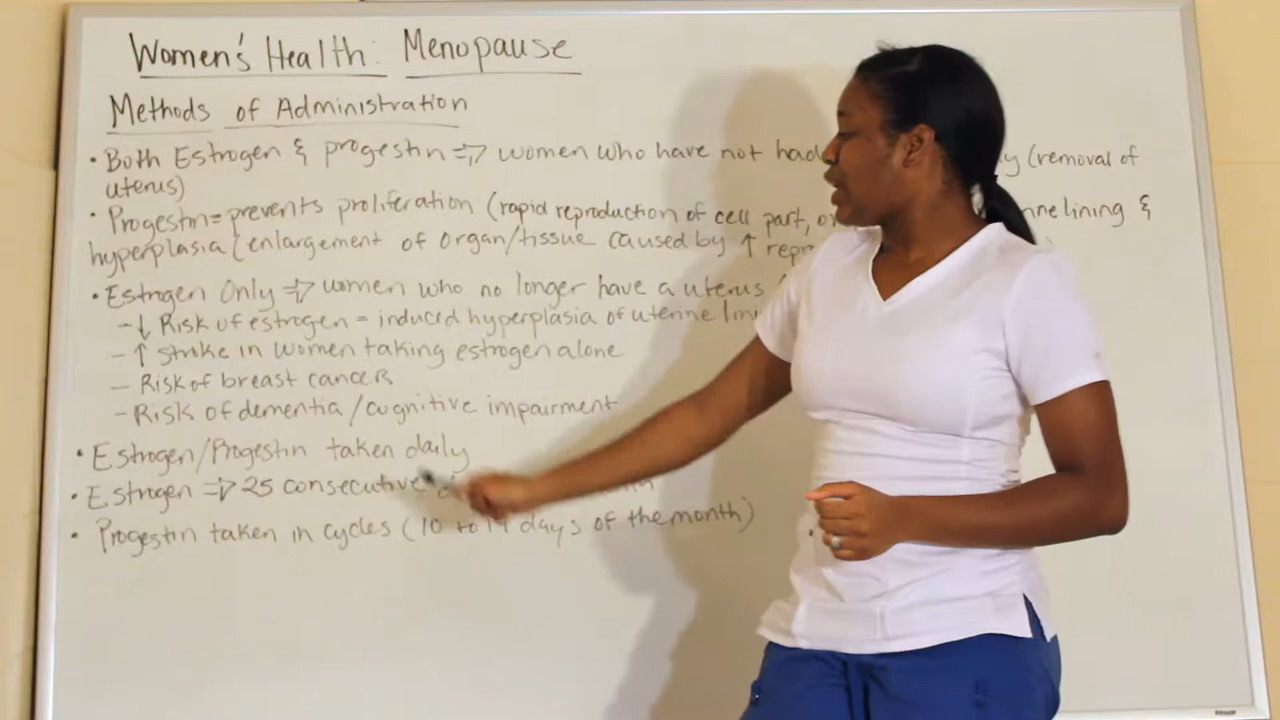 Women's Health: Menopause
Methods of Administration
• Both Estrogen & progestin => women who have not had (removal of
uterus)
• Progestin = prevents proliferation (rapid reproduction of cell part, or lining &
hyperplasia (enlargement of organ/tissue caused by ↑
• Estrogen Only => women who no longer have a uterus
- ↓ Risk of estrogen = induced hyperplasia of uterine
- ↑ stroke in women taking estrogen alone
- Risk of breast cancer
- Risk of dementia/cognitive impairment
• Estrogen/Progestin taken daily
• Estrogen => 25 consecutive
• Progestin taken in cycles (10 to 14 days of the month)